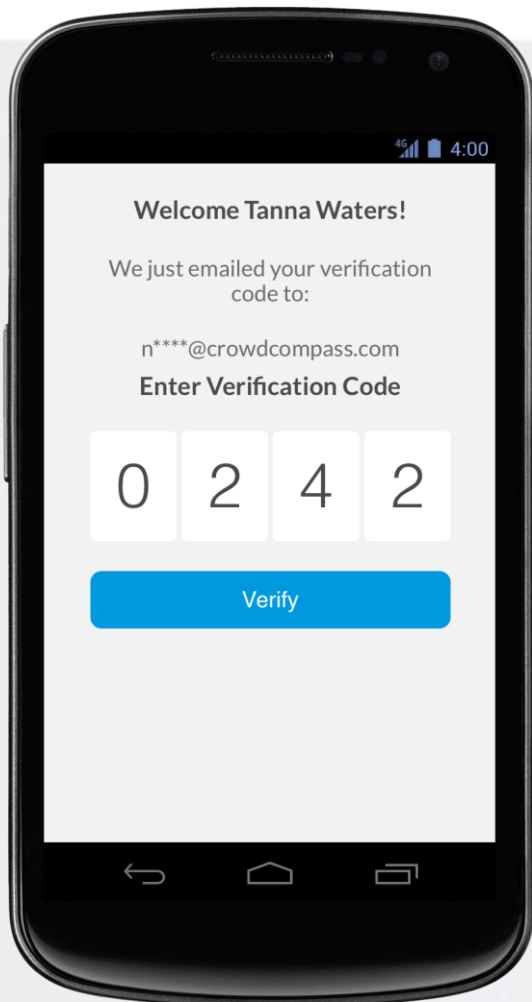 4G 4:00
Welcome Tanna Waters!
We just emailed your verification
code to:
n****@crowdcompass.com
Enter Verification Code
0 2 4 2
Verify